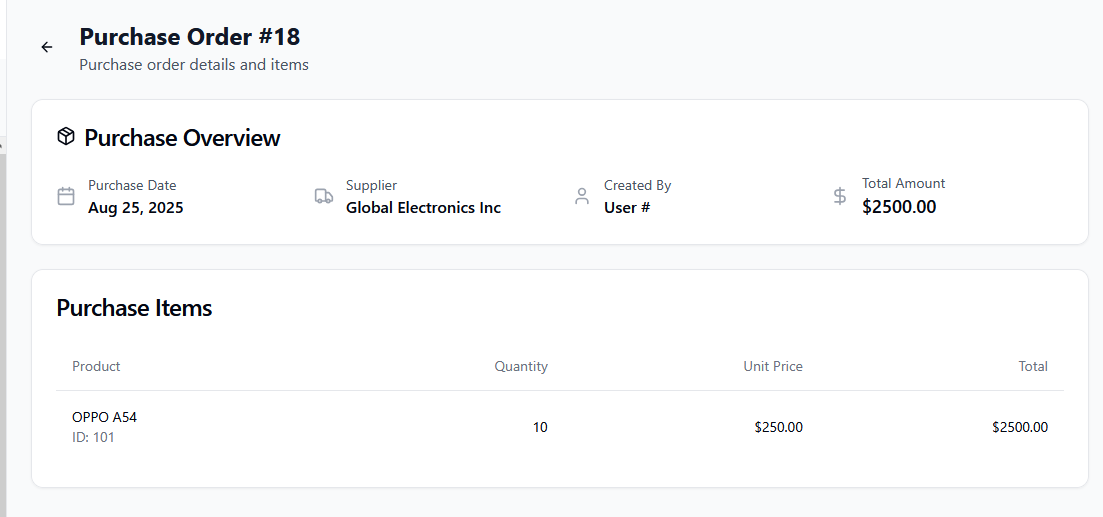 Purchase Order #18
Purchase order details and items
Purchase Overview
Purchase Date
Aug 25, 2025
Supplier
Global Electronics Inc
Created By
User #
Total Amount
$2500.00
Purchase Items
Product Quantity Unit Price Total
OPPO A54
ID: 101
10 $250.00 $2500.00